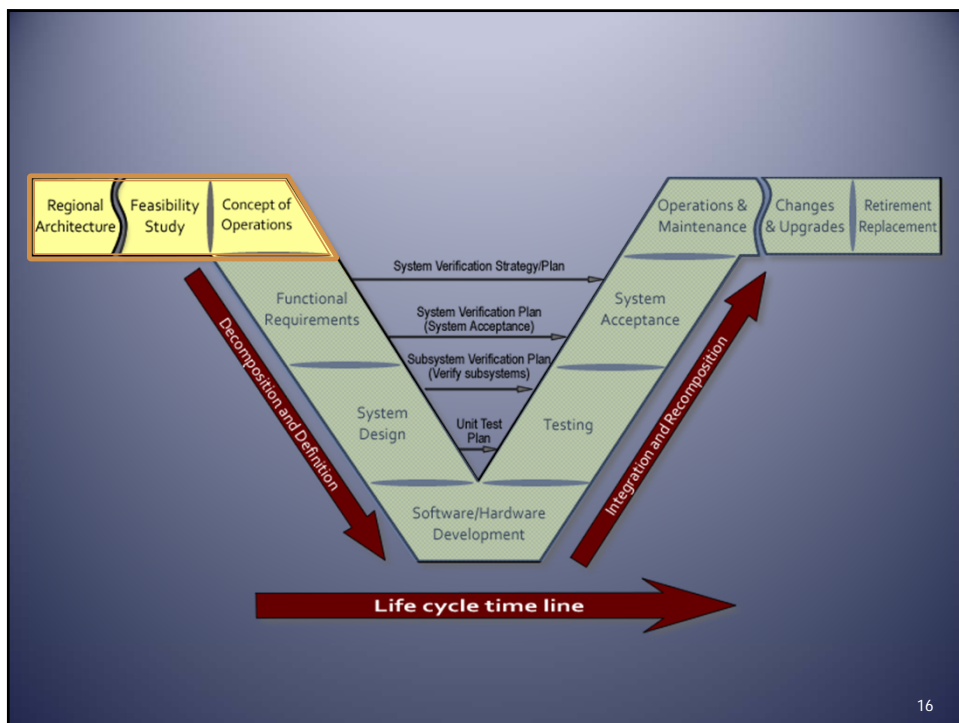 Regional
Architecture
Feasibility
Study
Concept of
Operations
Operations &
Maintenance
Changes
& Upgrades
Retirement
Replacement
System Verification Strategy/Plan
Functional
Requirements
System Verification Plan
(System Acceptance)
System
Acceptance
Subsystem Verification Plan
(Verify subsystems)
Decomposition and Definition
System
Design
Unit Test
Plan
Testing
Integration and Recomposition
Software/Hardware
Development
Life cycle time line
16